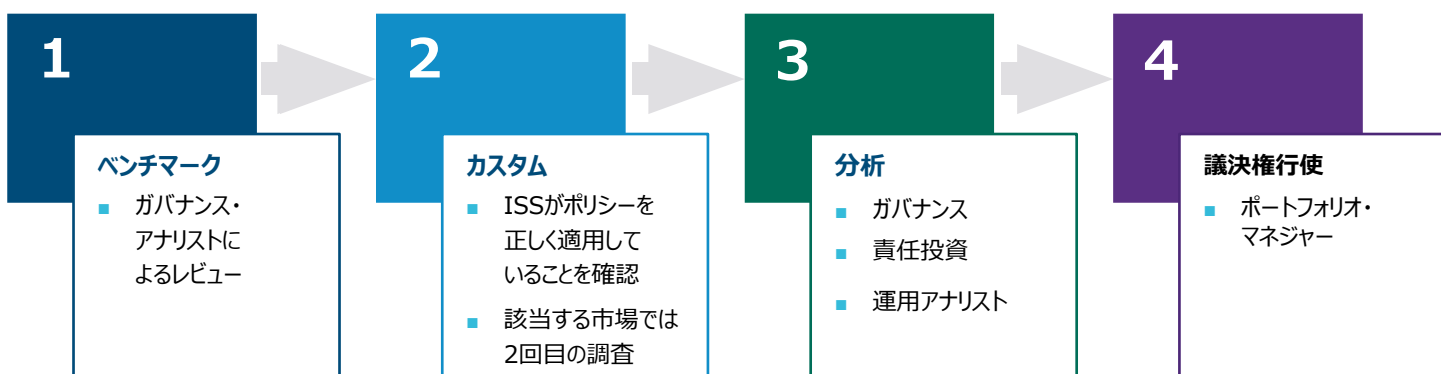 1
ベンチマーク
■ ガバナンス・
アナリストに
よるレビュー
2
カスタム
■ ISSがポリシーを
正しく適用して
いることを確認
■ 該当する市場では
2回目の調査
3
分析
■ ガバナンス
■ 責任投資
■ 運用アナリスト
4
議決権行使
■ ポートフォリオ・
マネジャー